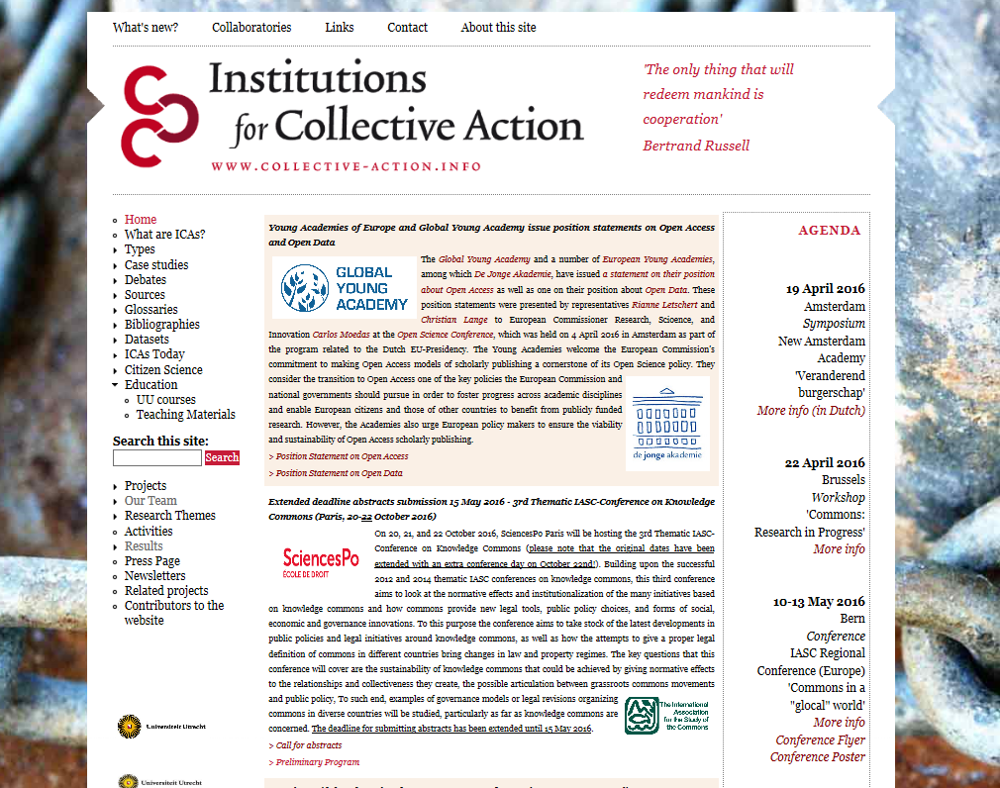 What's new?
Collaboratories
Links
Contact
About this site
Institutions
for Collective Action
WWW.COLLECTIVE-ACTION.INFO
'The only thing that will
redeem mankind is
cooperation'
Bertrand Russell
Home
What are ICAs?
Types
Case studies
Debates
Sources
Glossaries
Bibliographies
Datasets
ICAs Today
Citizen Science
Education
UU courses
Teaching Materials
Search this site:
Search
Projects
Our Team
Research Themes
Activities
Results
Press Page
Newsletters
Related projects
Contributors to the
website
Universiteit Utrecht
Universiteit Utrecht
Young Academies of Europe and Global Young Academy issue position statements on Open Access
and Open Data
GLOBAL
YOUNG
ACADEMY
The Global Young Academy and a number of European Young Academies,
among which De Jonge Akademie, have issued a statement on their position
about Open Access as well as one on their position about Open Data. These
position statements were presented by representatives Rianne Letschert and
Christian Lange to European Commissioner Research, Scioence, and
Innovation Carlos Moedas at the Open Science Conference, which was held on 4 April 2016 in Amsterdam as part of
the program related to the Dutch EU-Presidency. The Young Academies welcome the European Commission's
commitment to making Open Access models of scholarly publishing a cornerstone of its Open Science policy. They
consider the transition to Open Access one of the key policies the European Commission and
national governments should pursue in order to foster progress across academic disciplines
and enable European citizens and those of other countries to benefit from publicly funded
research. However, the Academies also urge European policy makers to ensure the viability
and sustainability of Open Access scholarly publishing.
de jonge akademie
> Position Statement on Open Access
> Position Statement on Open Data
Extended deadline abstracts submission 15 May 2016 - 3rd Thematic IASC-Conference on Knowledge
Commons (Paris, 20-22 October 2016)
SciencesPo
ÉCOLE DE DROIT
On 20, 21, and 22 October 2016, SciencesPo Paris will be hosting the 3rd Thematic IASC-
Conference on Knowledge Commons (please note that the original dates have been
extended with an extra conference day on October 22nd!). Building upon the successful
2012 and 2014 thematic IASC conferences on knowledge commons, this third conference
aims to look at the normative effects and institutionalization of the many initiatives based
on knowledge commons and how commons provide new legal tools, public policy choices, and forms of social,
economic and governance innovations. To this purpose the conference aims to take stock of the latest developments in
public policies and legal initiatives around knowledge commons, as well as how the attempts to give a proper legal
definition of commons in different countries bring changes in law and property regimes. The key questions that this
conference will cover are the sustainability of knowledge commons that could be achieved by giving normative effects
to the relationships and collectiveness they create, the possible articulation between grassroots commons movements
and public policy, To such end, examples of governance models or legal revisions organizing
commons in diverse countries will be studied, particularly as far as knowledge commons are
concerned. The deadline for submitting abstracts has been extended until 15 May 2016.
The International
Association
for the Study of
the Commons
> Call for abstracts
> Preliminary Program
AGENDA
19 April 2016
Amsterdam
Symposium
New Amsterdam
Academy
'Veranderend
burgerschap'
More info (in Dutch)
22 April 2016
Brussels
Workshop
'Commons:
Research in Progress'
More info
10-13 May 2016
Bern
Conference
IASC Regional
Conference (Europe)
'Commons in a
"glocal" world'
More info
Conference Flyer
Conference Poster